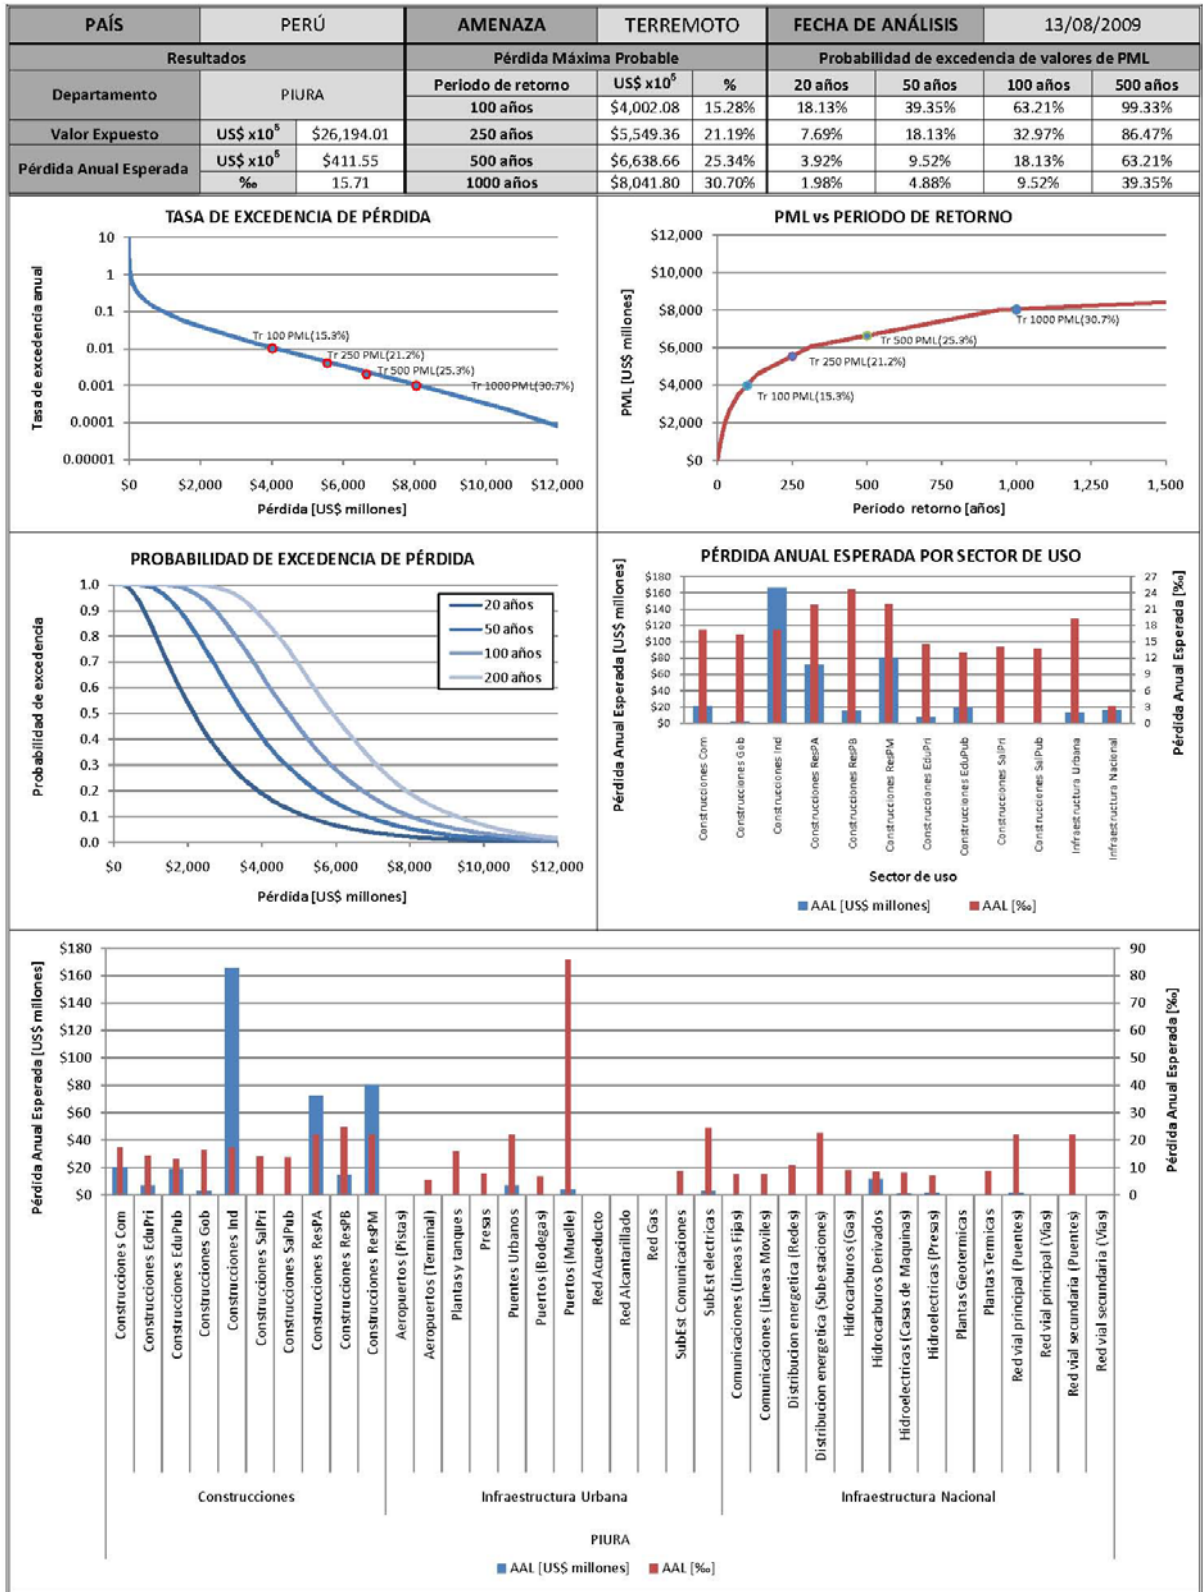 PAÍS PERÚ AMENAZA TERREMOTO FECHA DE ANÁLISIS 13/08/2009
Resultados Pérdida Máxima Probable Probabilidad de excedencia de valores de PML
Departamento PIURA Periodo de retorno US$ x10⁶ % 20 años 50 años 100 años 500 años
100 años $4,002.08 15.28% 18.13% 39.35% 63.21% 99.33%
Valor Expuesto US$ x10⁶ $26,194.01 250 años $5,549.36 21.19% 7.69% 18.13% 32.97% 86.47%
Pérdida Anual Esperada US$ x10⁶ $411.55 500 años $6,638.66 25.34% 3.92% 9.52% 18.13% 63.21%
‰ 15.71 1000 años $8,041.80 30.70% 1.98% 4.88% 9.52% 39.35%
TASA DE EXCEDENCIA DE PÉRDIDA
Tasa de excedencia anual
10
1
0.1
0.01
0.001
0.0001
0.00001
Tr 100 PML(15.3%)
Tr 250 PML(21.2%)
Tr 500 PML(25.3%)
Tr 1000 PML(30.7%)
$0 $2,000 $4,000 $6,000 $8,000 $10,000 $12,000
Pérdida [US$ millones]
PML vs PERIODO DE RETORNO
PML [US$ millones]
$12,000
$10,000
$8,000
$6,000
$4,000
$2,000
$0
Tr 1000 PML(30.7%)
Tr 500 PML(25.3%)
Tr 250 PML(21.2%)
Tr 100 PML(15.3%)
0 250 500 750 1,000 1,250 1,500
Periodo retorno [años]
PROBABILIDAD DE EXCEDENCIA DE PÉRDIDA
Probabilidad de excedencia
1.0
0.9
0.8
0.7
0.6
0.5
0.4
0.3
0.2
0.1
0.0
20 años
50 años
100 años
200 años
$0 $2,000 $4,000 $6,000 $8,000 $10,000 $12,000
Pérdida [US$ millones]
PÉRDIDA ANUAL ESPERADA POR SECTOR DE USO
Pérdida Anual Esperada [US$ millones]
$180
$160
$140
$120
$100
$80
$60
$40
$20
$0
27
24
21
18
15
12
9
6
3
0
Pérdida Anual Esperada [‰]
Construcciones Com
Construcciones Gob
Construcciones Ind
Construcciones ResPA
Construcciones ResPB
Construcciones ResPM
Construcciones EduPri
Construcciones EduPub
Construcciones SalPri
Construcciones SalPub
Infraestructura Urbana
Infraestructura Nacional
Sector de uso
AAL [US$ millones] AAL [‰]
Pérdida Anual Esperada [US$ millones]
$180
$160
$140
$120
$100
$80
$60
$40
$20
$0
90
80
70
60
50
40
30
20
10
0
Pérdida Anual Esperada [‰]
Construcciones Com
Construcciones EduPri
Construcciones EduPub
Construcciones Gob
Construcciones Ind
Construcciones SalPri
Construcciones SalPub
Construcciones ResPA
Construcciones ResPB
Construcciones ResPM
Aeropuertos (Pistas)
Aeropuertos (Terminal)
Plantas y tanques
Presas
Puentes Urbanos
Puertos (Bodegas)
Puertos (Muelle)
Red Acueducto
Red Alcantarillado
Red Gas
SubEst Comunicaciones
SubEst electricas
Comunicaciones (Lineas Fijas)
Comunicaciones (Lineas Moviles)
Distribucion energetica (Redes)
Distribucion energetica (Subestaciones)
Hidrocarburos (Gas)
Hidrocarburos Derivados
Hidroelectricas (Casas de Maquinas)
Hidroelectricas (Presas)
Plantas Geotermicas
Plantas Termicas
Red vial principal (Puentes)
Red vial principal (Vias)
Red vial secundaria (Puentes)
Red vial secundaria (Vias)
Construcciones Infraestructura Urbana Infraestructura Nacional
PIURA
AAL [US$ millones] AAL [‰]